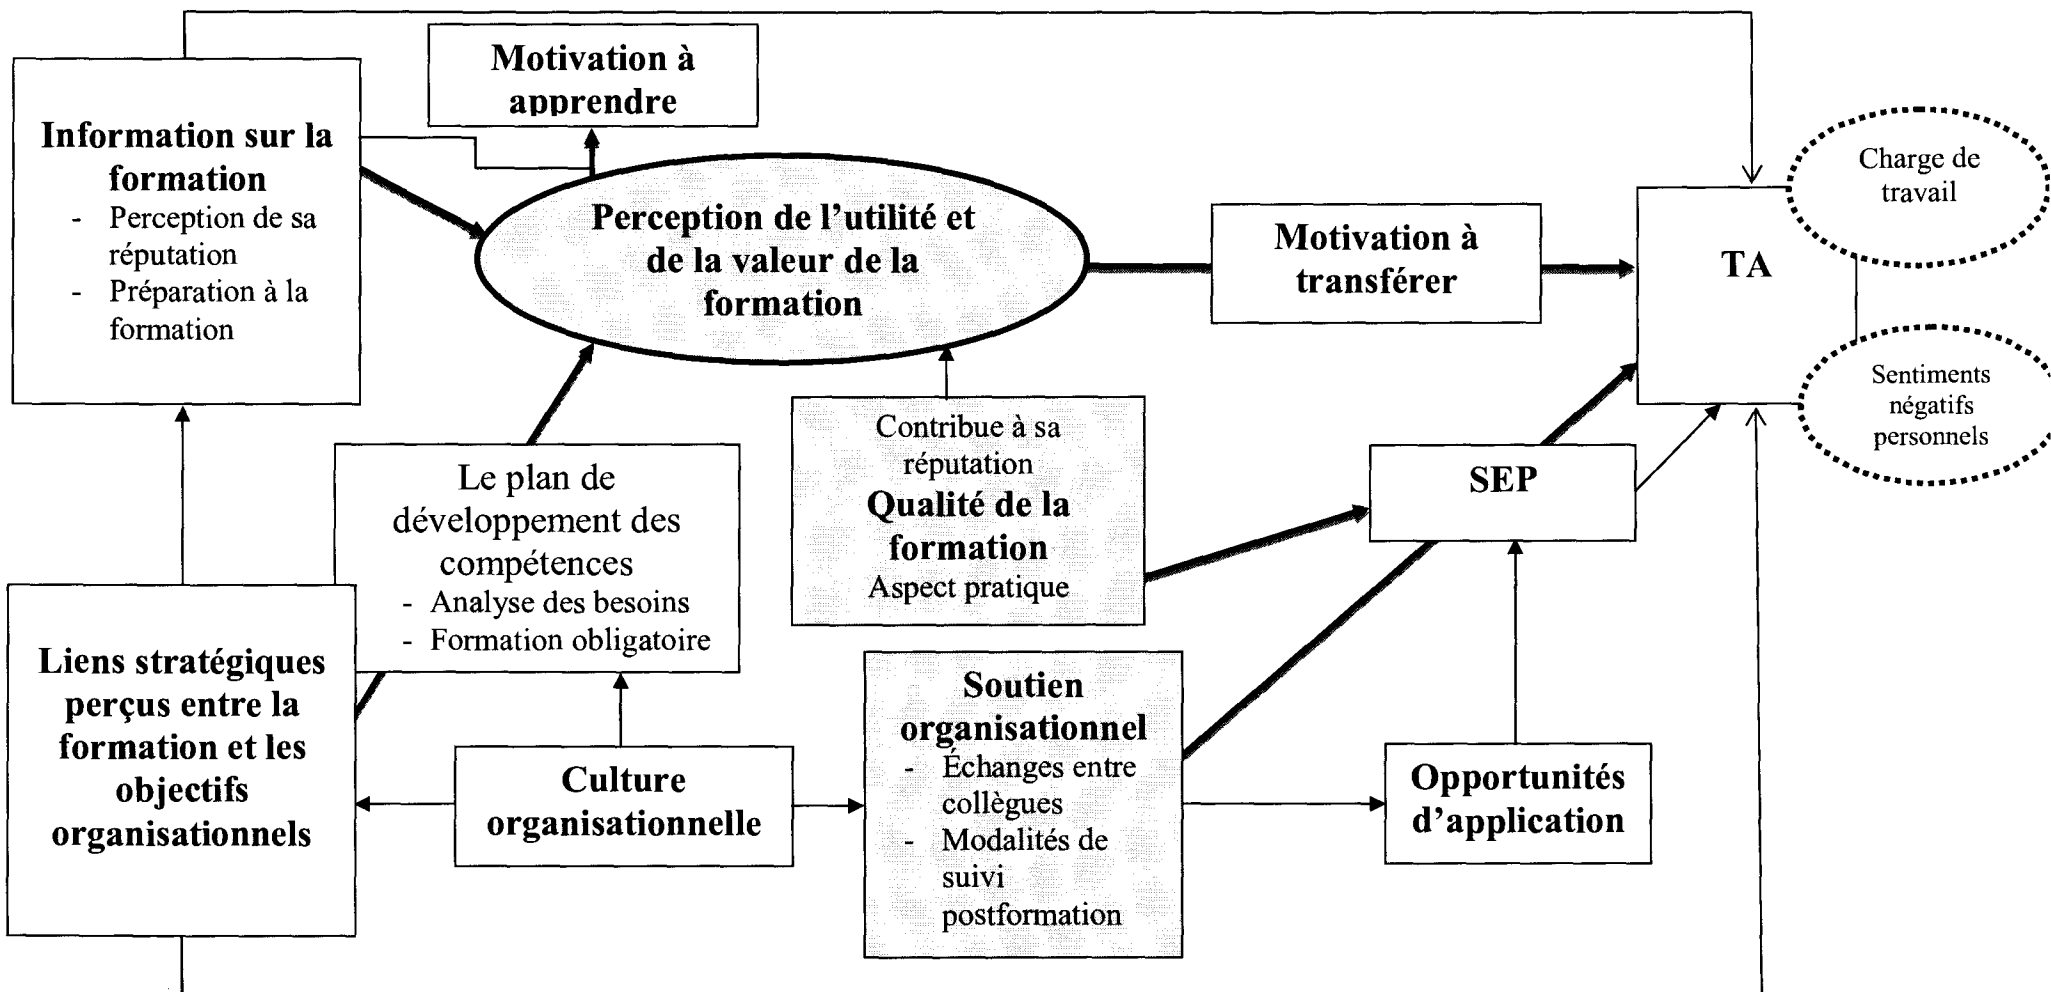 Motivation à
apprendre
Information sur la
formation
- Perception de sa
réputation
- Préparation à la
formation
Perception de l'utilité et
de la valeur de la
formation
Motivation à
transférer
TA
Charge de
travail
Sentiments
négatifs
personnels
Le plan de
développement des
compétences
- Analyse des besoins
- Formation obligatoire
Contribue à sa
réputation
Qualité de la
formation
Aspect pratique
SEP
Liens stratégiques
perçus entre la
formation et les
objectifs
organisationnels
Culture
organisationnelle
Soutien
organisationnel
- Échanges entre
collègues
- Modalités de
suivi
postformation
Opportunités
d'application